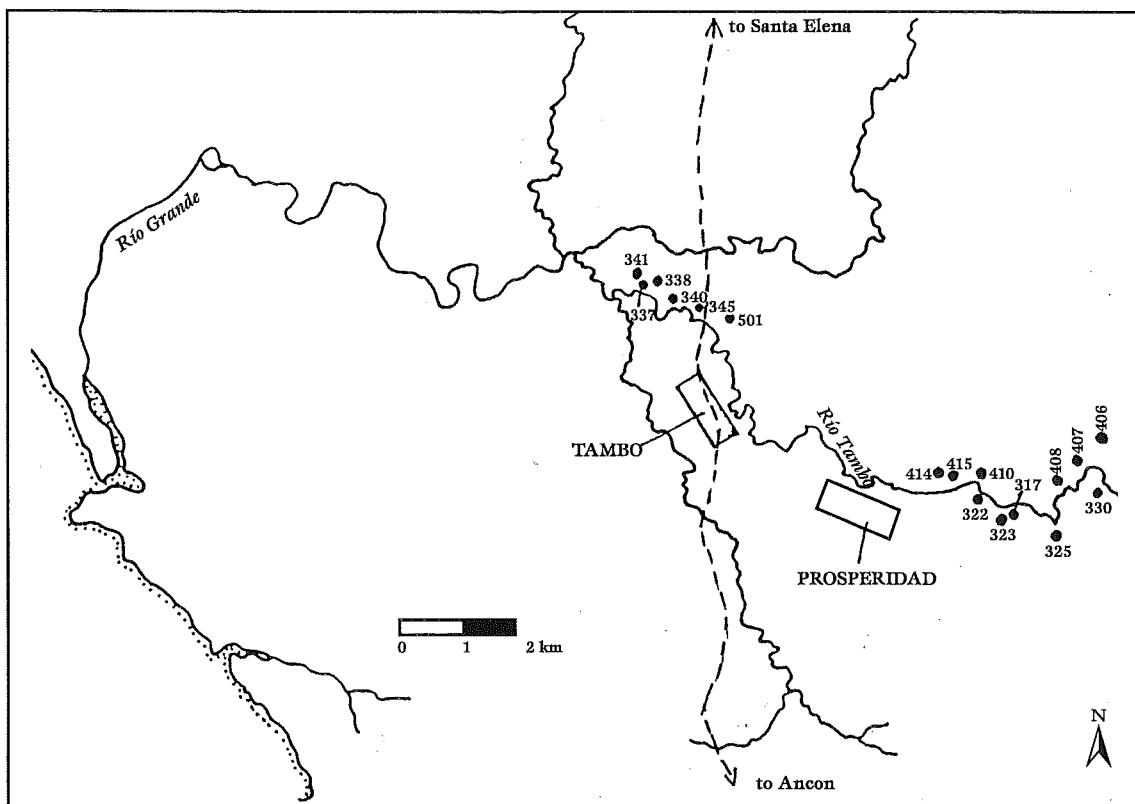 to Santa Elena
Río Grande
341
338
337
340
345
501
TAMBO
Río Tambo
406
407
408
414
415
410
317
322
323
330
325
PROSPERIDAD
0 1 2 km
N
to Ancon